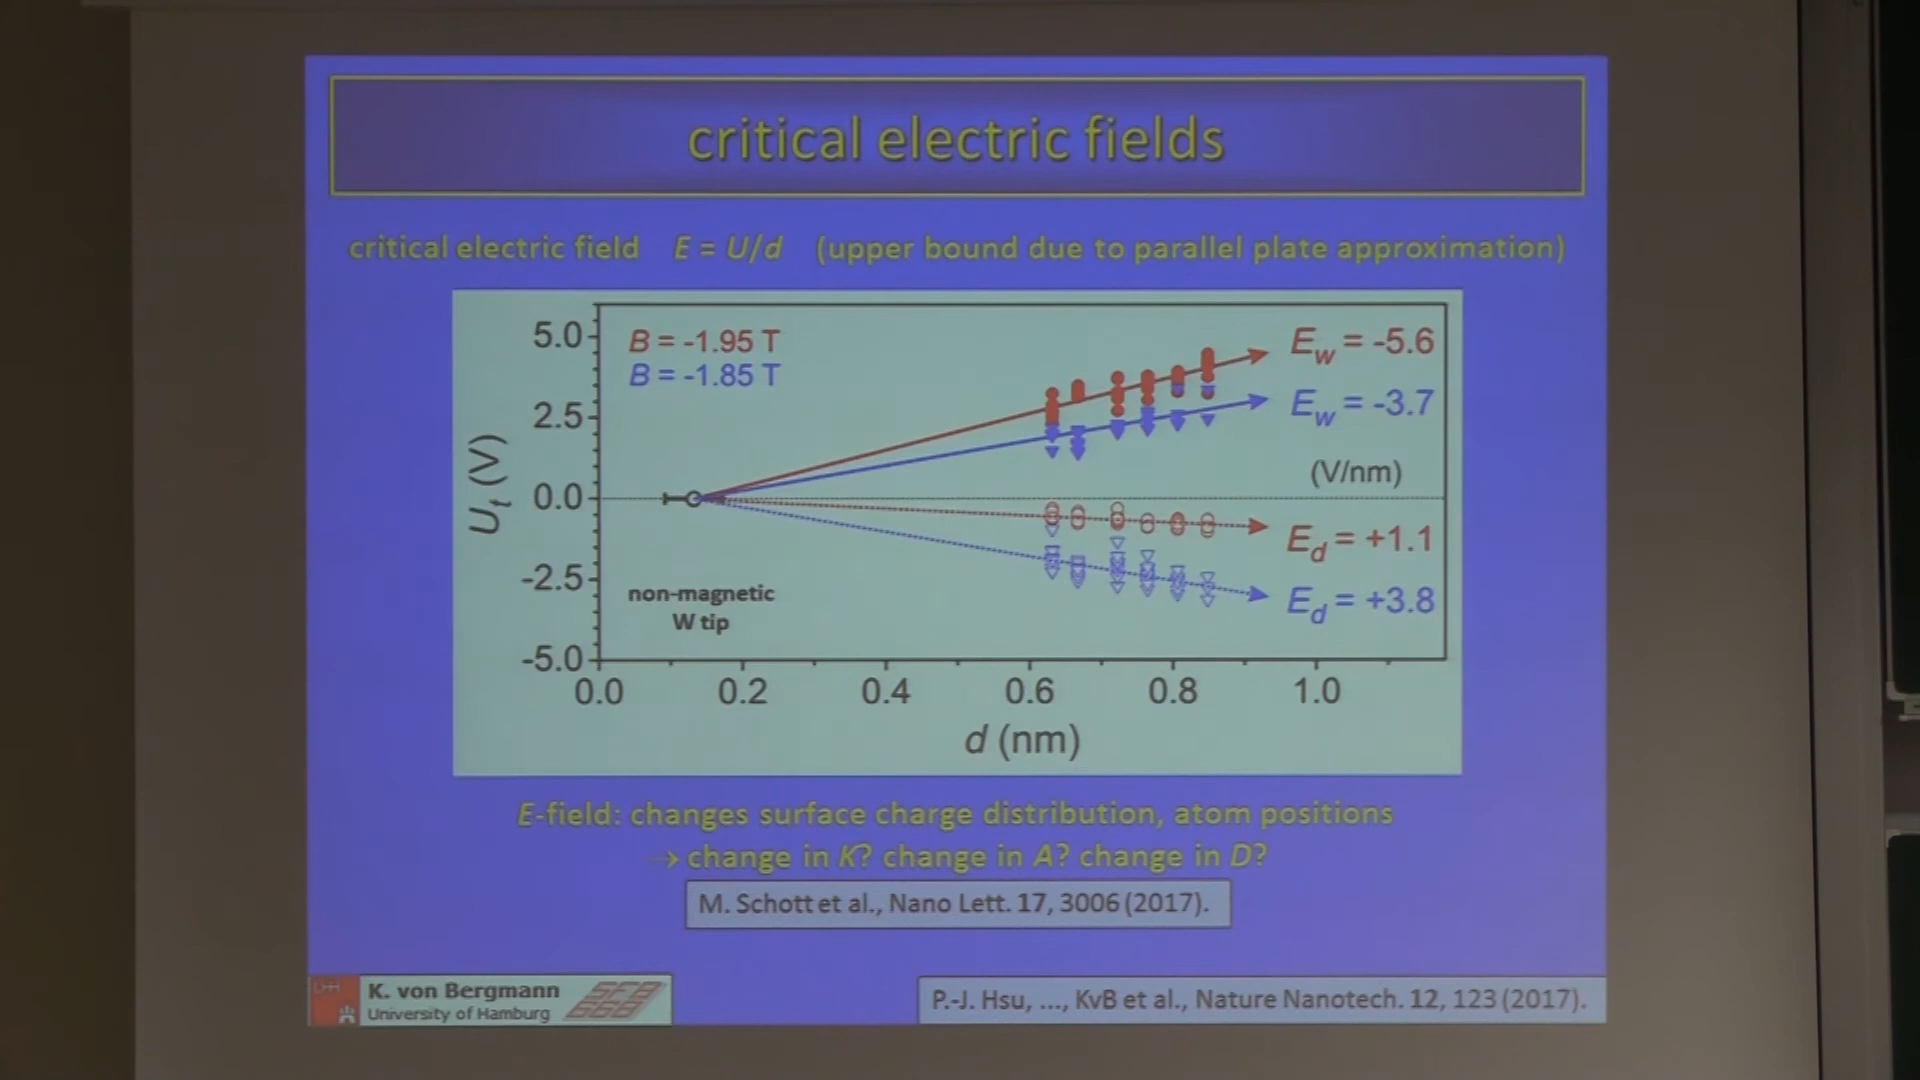 critical electric fields
critical electric field E = U/d (upper bound due to parallel plate approximation)
B = -1.95 T
B = -1.85 T
E_w = -5.6
E_w = -3.7
(V/nm)
E_d = +1.1
E_d = +3.8
non-magnetic
W tip
U_t (V)
5.0
2.5
0.0
-2.5
-5.0
0.0 0.2 0.4 0.6 0.8 1.0
d (nm)
E-field: changes surface charge distribution, atom positions
→ change in K? change in A? change in D?
M. Schott et al., Nano Lett. 17, 3006 (2017).
K. von Bergmann
University of Hamburg
P.-J. Hsu, ..., KvB et al., Nature Nanotech. 12, 123 (2017).